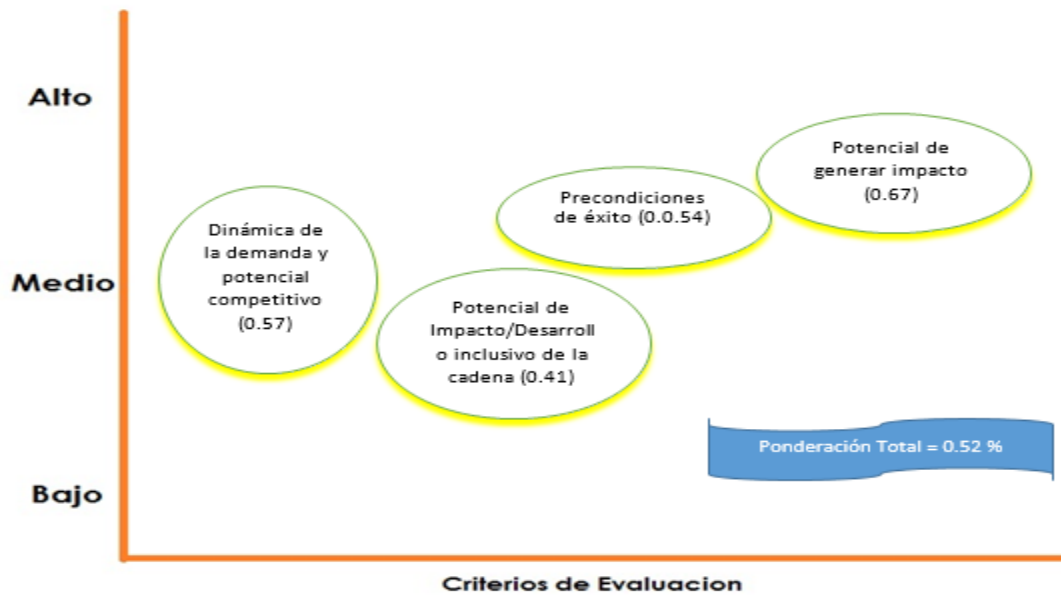 Alto
Medio
Bajo
Dinámica de
la demanda y
potencial
competitivo
(0.57)
Potencial de
Impacto/Desarroll
o inclusivo de la
cadena (0.41)
Precondiciones
de éxito (0.0.54)
Potencial de
generar impacto
(0.67)
Ponderación Total = 0.52 %
Criterios de Evaluacion